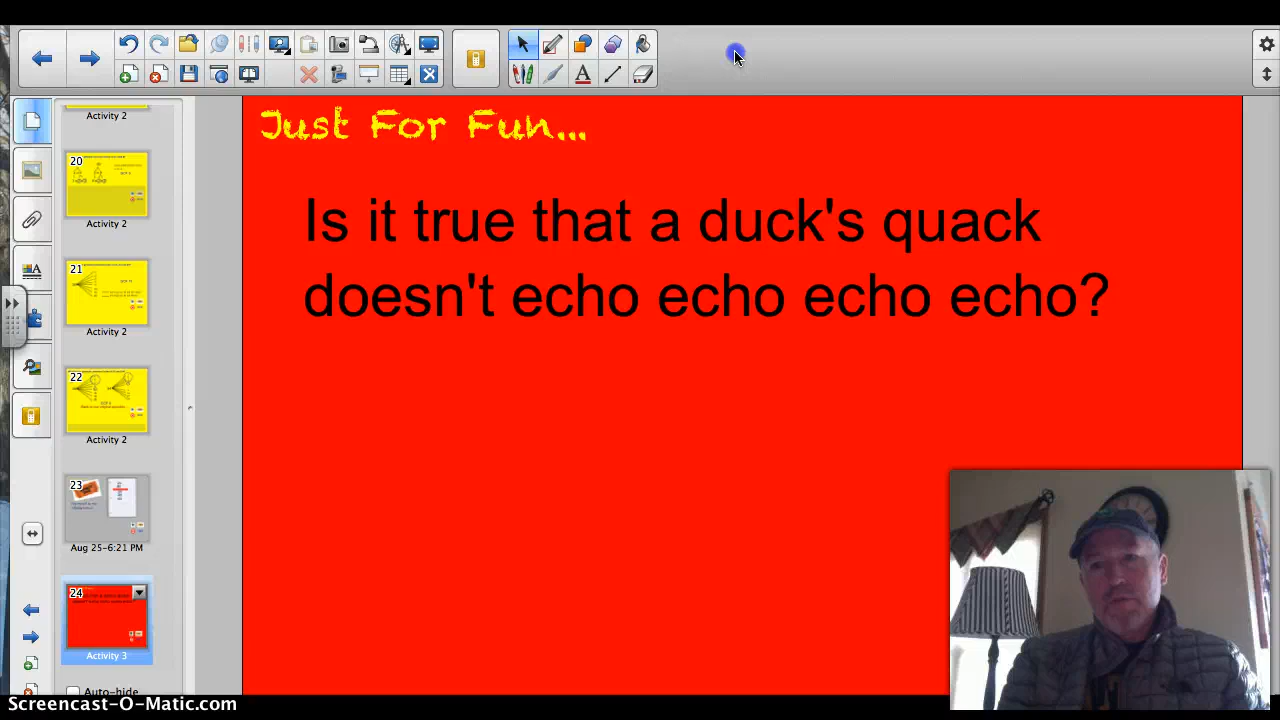 Just For Fun...
Is it true that a duck's quack
doesn't echo echo echo echo?
Activity 2
20
Activity 2
21
Activity 2
22
Activity 2
23
Aug 25-6:21 PM
24
Activity 3
Auto-hide
Screencast-O-Matic.com